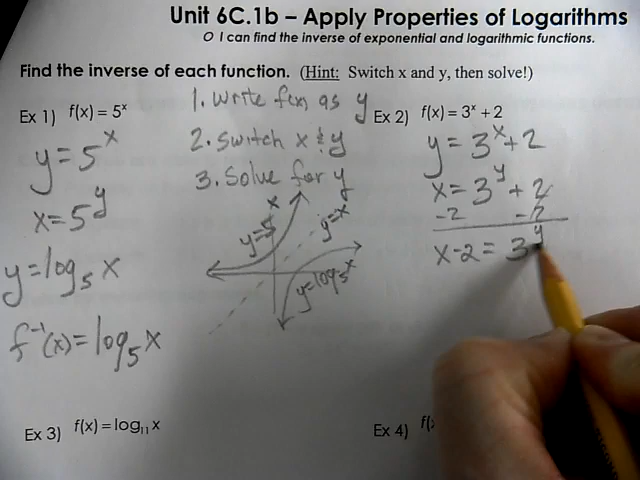 Unit 6C.1b – Apply Properties of Logarithms
O I can find the inverse of exponential and logarithmic functions.
Find the inverse of each function. (Hint: Switch x and y, then solve!)
Ex 1) f(x) = 5ˣ
y = 5ˣ
x = 5ʸ
y = log₅ x
f⁻¹(x) = log₅ x
1. Write f(x) as y
2. Switch x & y
3. Solve for y
y=5ˣ
y=x
y=log₅x
Ex 2) f(x) = 3ˣ + 2
y = 3ˣ + 2
x = 3ʸ + 2
-2 -2
x-2 = 3ʸ
Ex 3) f(x) = log₁₁ x
Ex 4) f(